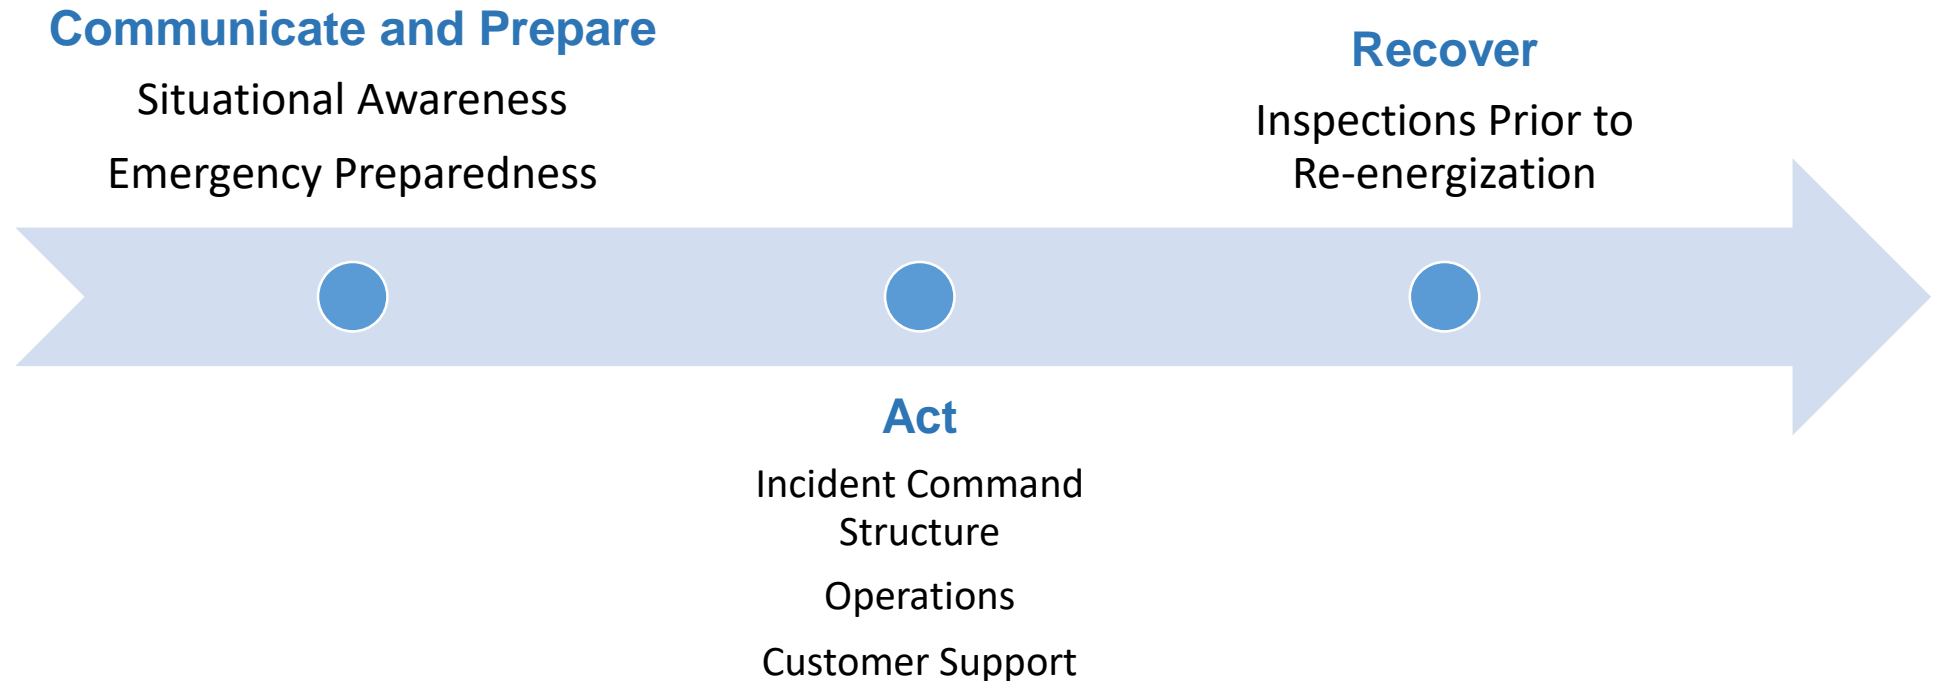 Communicate and Prepare
Situational Awareness
Emergency Preparedness
Act
Incident Command
Structure
Operations
Customer Support
Recover
Inspections Prior to
Re-energization